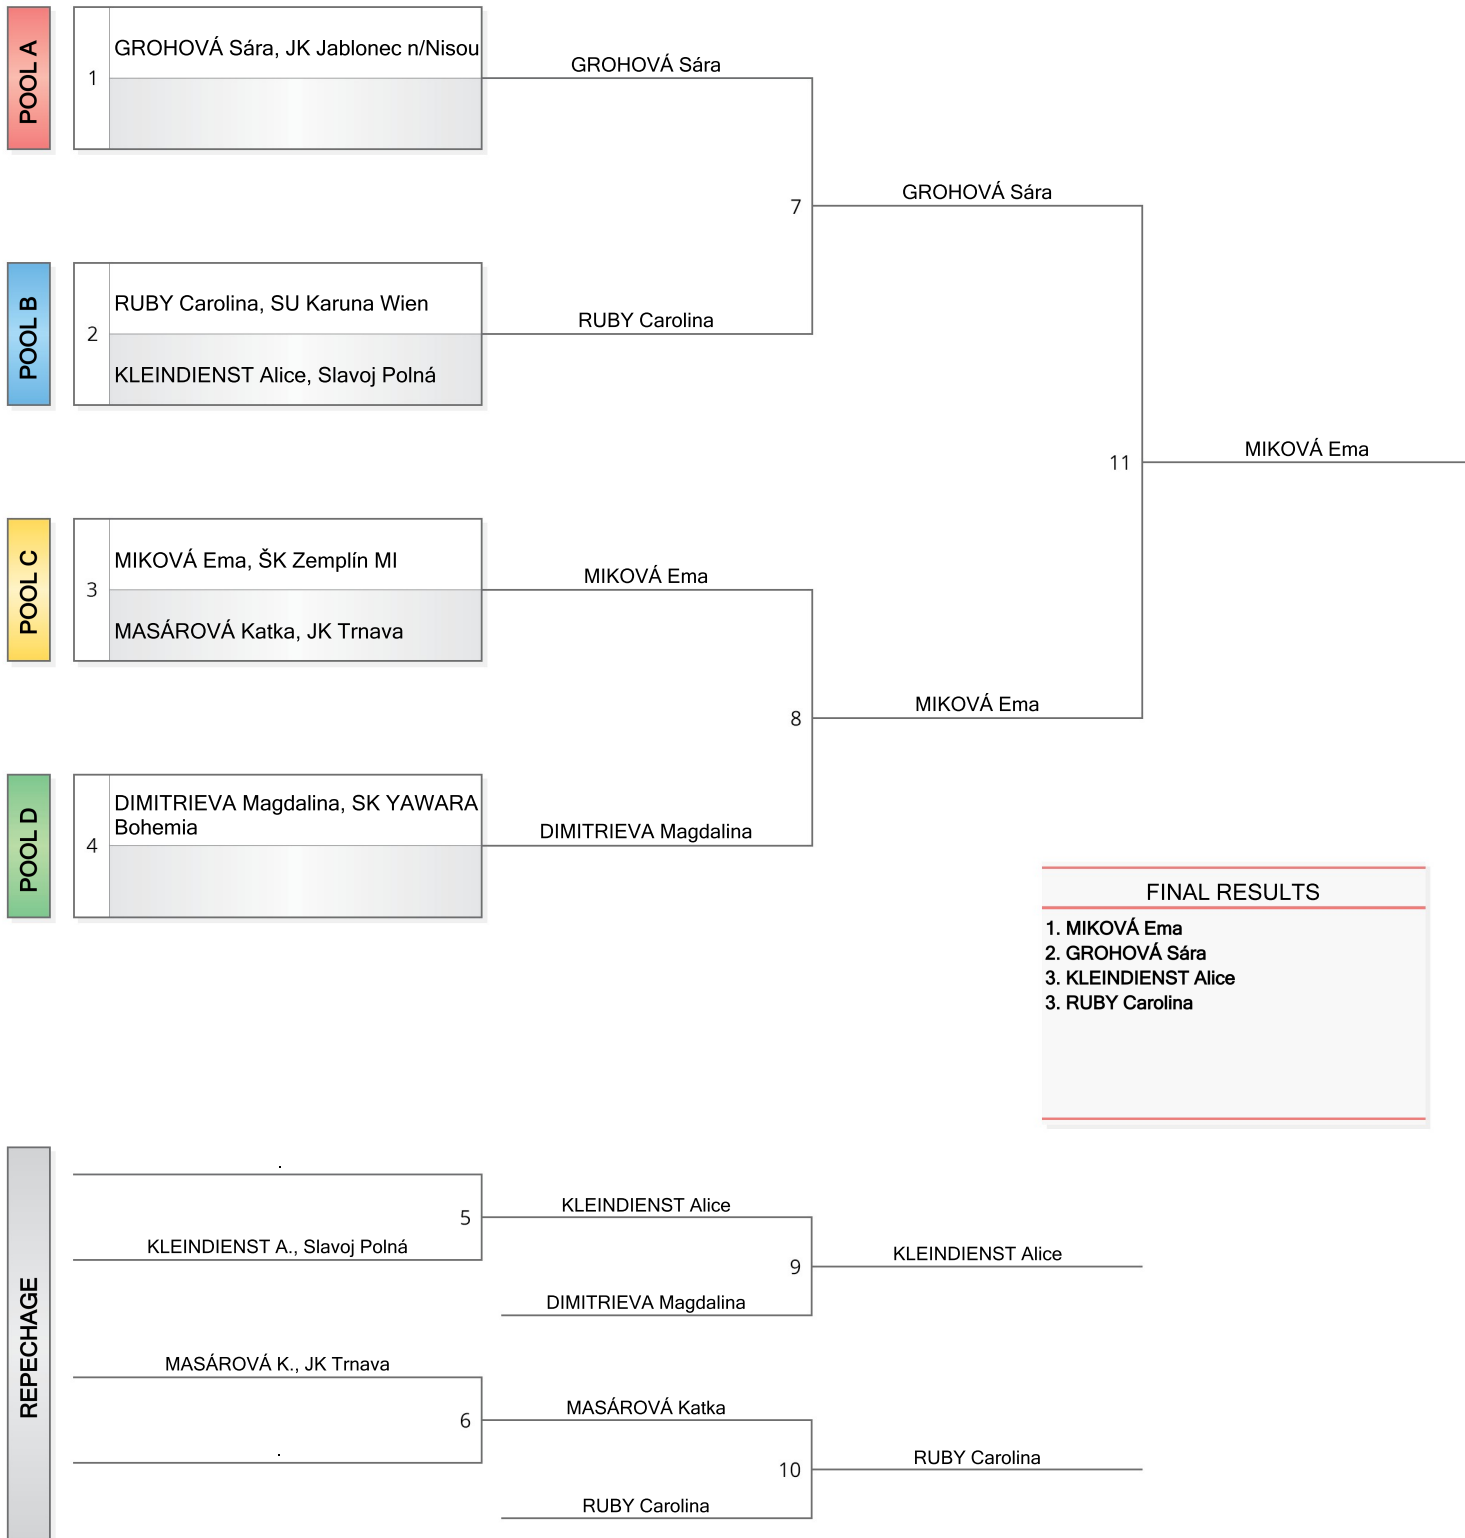 POOL A
1
GROHOVÁ Sára, JK Jablonec n/Nisou
GROHOVÁ Sára
7
GROHOVÁ Sára
POOL B
2
RUBY Carolina, SU Karuna Wien
KLEINDIENST Alice, Slavoj Polná
RUBY Carolina
11
MIKOVÁ Ema
POOL C
3
MIKOVÁ Ema, ŠK Zemplín MI
MASÁROVÁ Katka, JK Trnava
MIKOVÁ Ema
8
MIKOVÁ Ema
POOL D
4
DIMITRIEVA Magdalina, SK YAWARA
Bohemia
DIMITRIEVA Magdalina
FINAL RESULTS
1. MIKOVÁ Ema
2. GROHOVÁ Sára
3. KLEINDIENST Alice
3. RUBY Carolina
REPECHAGE
.
KLEINDIENST A., Slavoj Polná
5
KLEINDIENST Alice
DIMITRIEVA Magdalina
9
KLEINDIENST Alice
MASÁROVÁ K., JK Trnava
.
6
MASÁROVÁ Katka
RUBY Carolina
10
RUBY Carolina